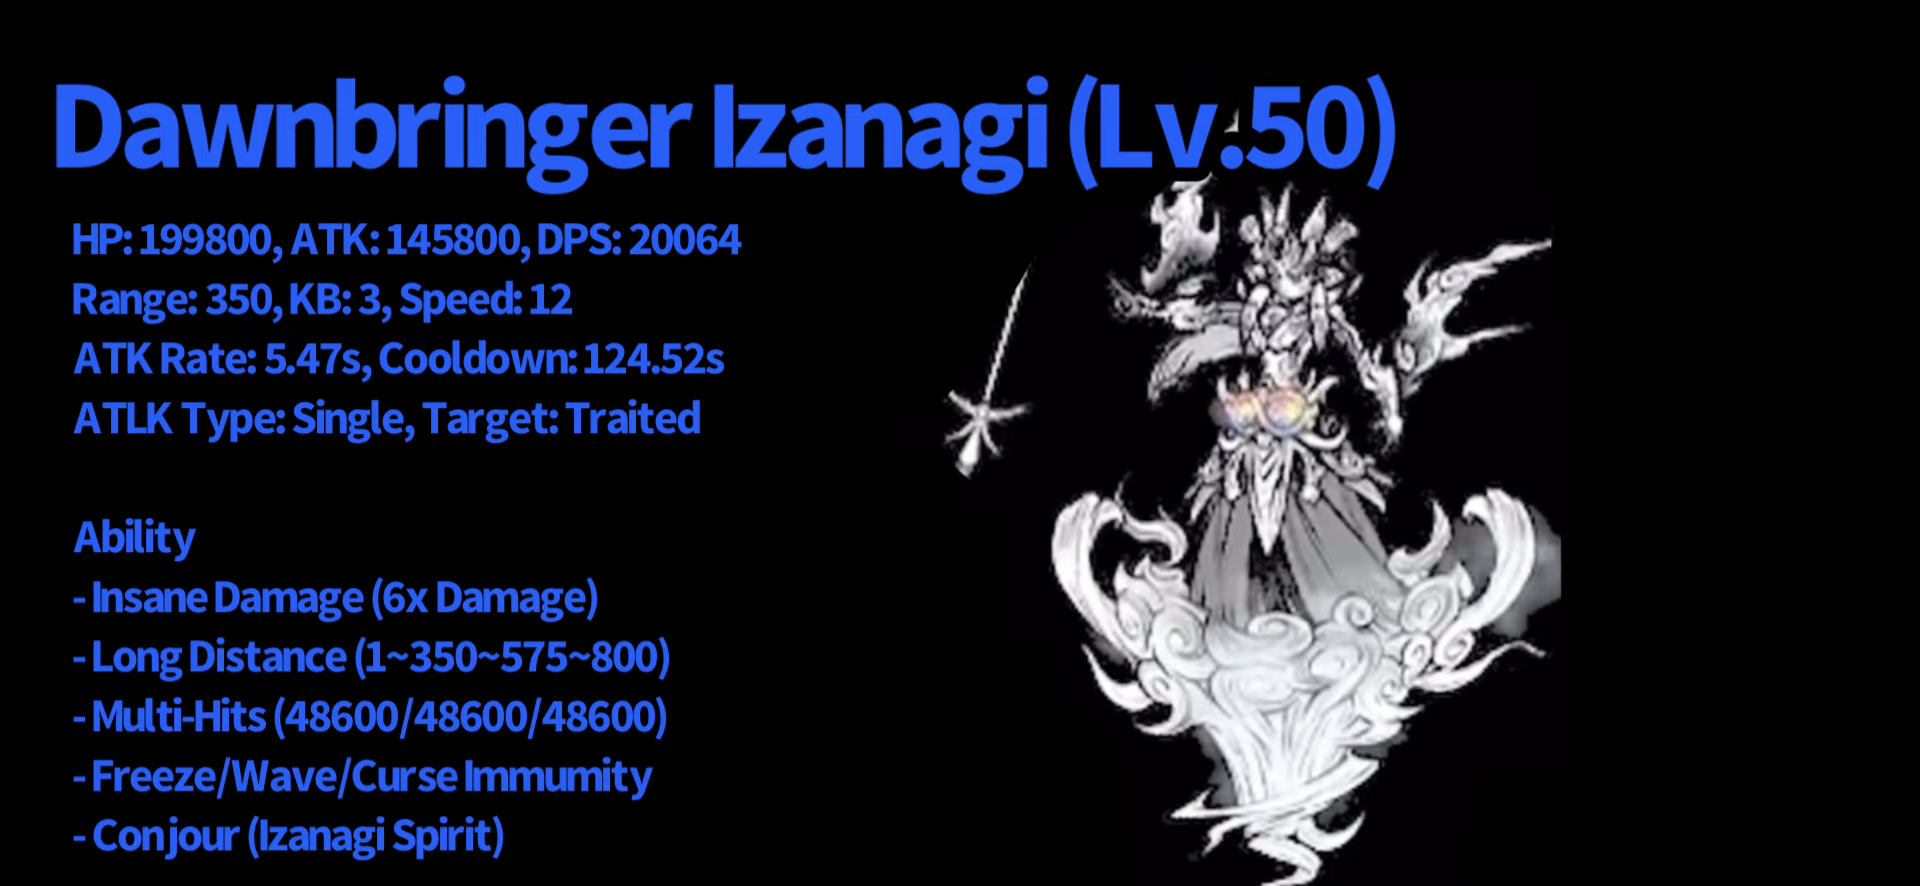 Dawnbringer Izanagi (Lv.50)
HP: 199800, ATK: 145800, DPS: 20064
Range: 350, KB: 3, Speed: 12
ATK Rate: 5.47s, Cooldown: 124.52s
ATLK Type: Single, Target: Traited
Ability
- Insane Damage (6x Damage)
- Long Distance (1~350~575~800)
- Multi-Hits (48600/48600/48600)
- Freeze/Wave/Curse Immumity
- Conjour (Izanagi Spirit)